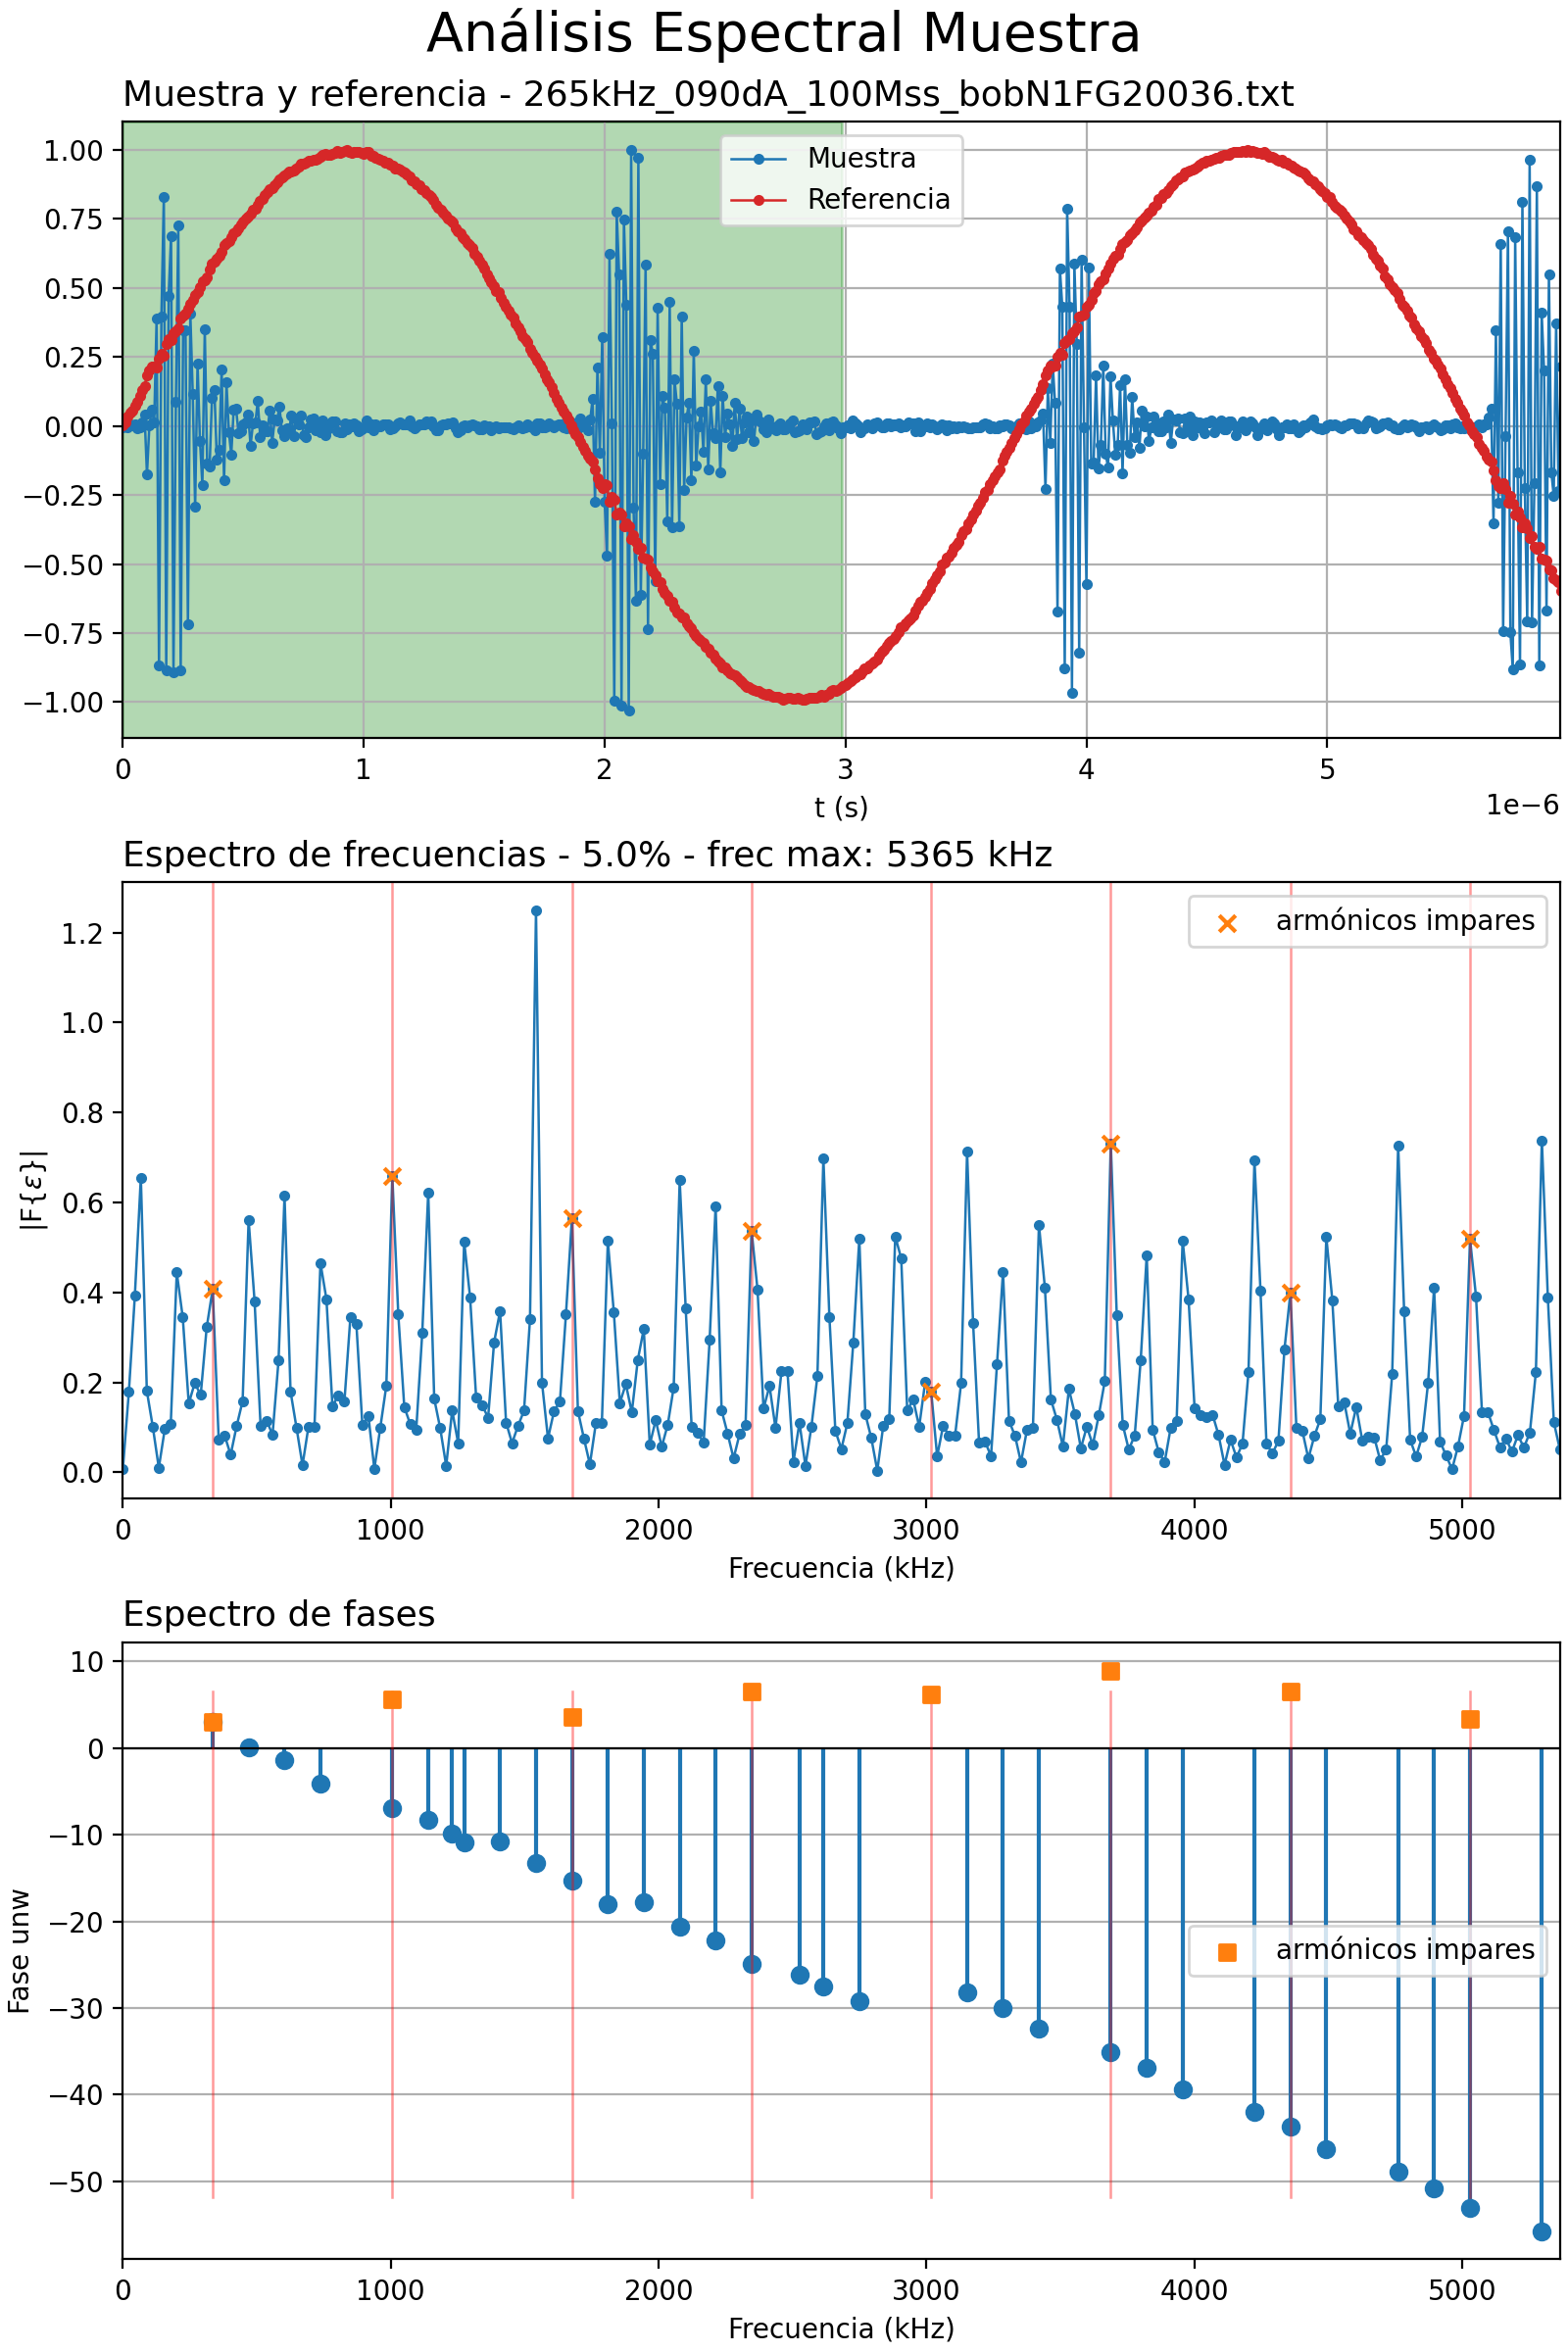 Análisis Espectral Muestra
Muestra y referencia - 265kHz_090dA_100Mss_bobN1FG20036.txt
1.00
0.75
0.50
0.25
0.00
−0.25
−0.50
−0.75
−1.00
Muestra
Referencia
0 1 2 3 4 5
t (s)
1e−6
Espectro de frecuencias - 5.0% - frec max: 5365 kHz
|F{ε}|
1.2
1.0
0.8
0.6
0.4
0.2
0.0
armónicos impares
0 1000 2000 3000 4000 5000
Frecuencia (kHz)
Espectro de fases
Fase unw
10
0
−10
−20
−30
−40
−50
armónicos impares
0 1000 2000 3000 4000 5000
Frecuencia (kHz)